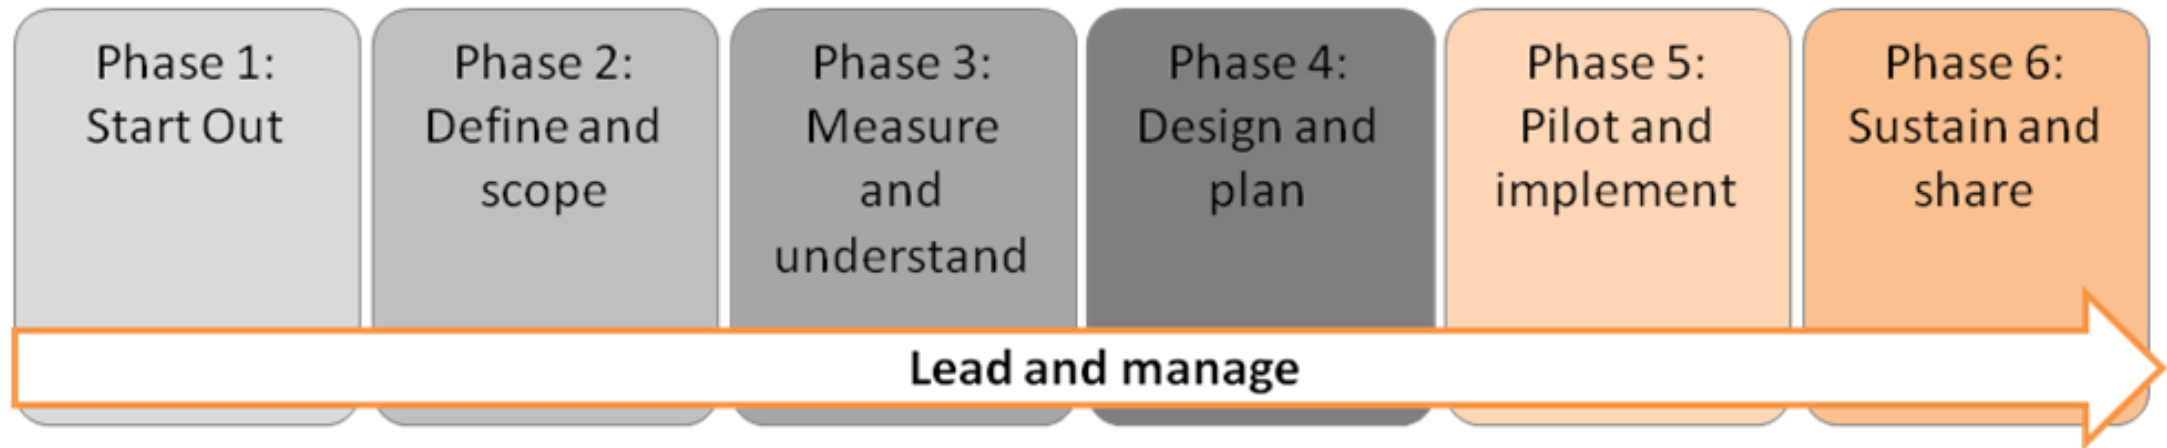 Phase 1:
Start Out
Phase 2:
Define and
scope
Phase 3:
Measure
and
understand
Phase 4:
Design and
plan
Phase 5:
Pilot and
implement
Phase 6:
Sustain and
share
Lead and manage